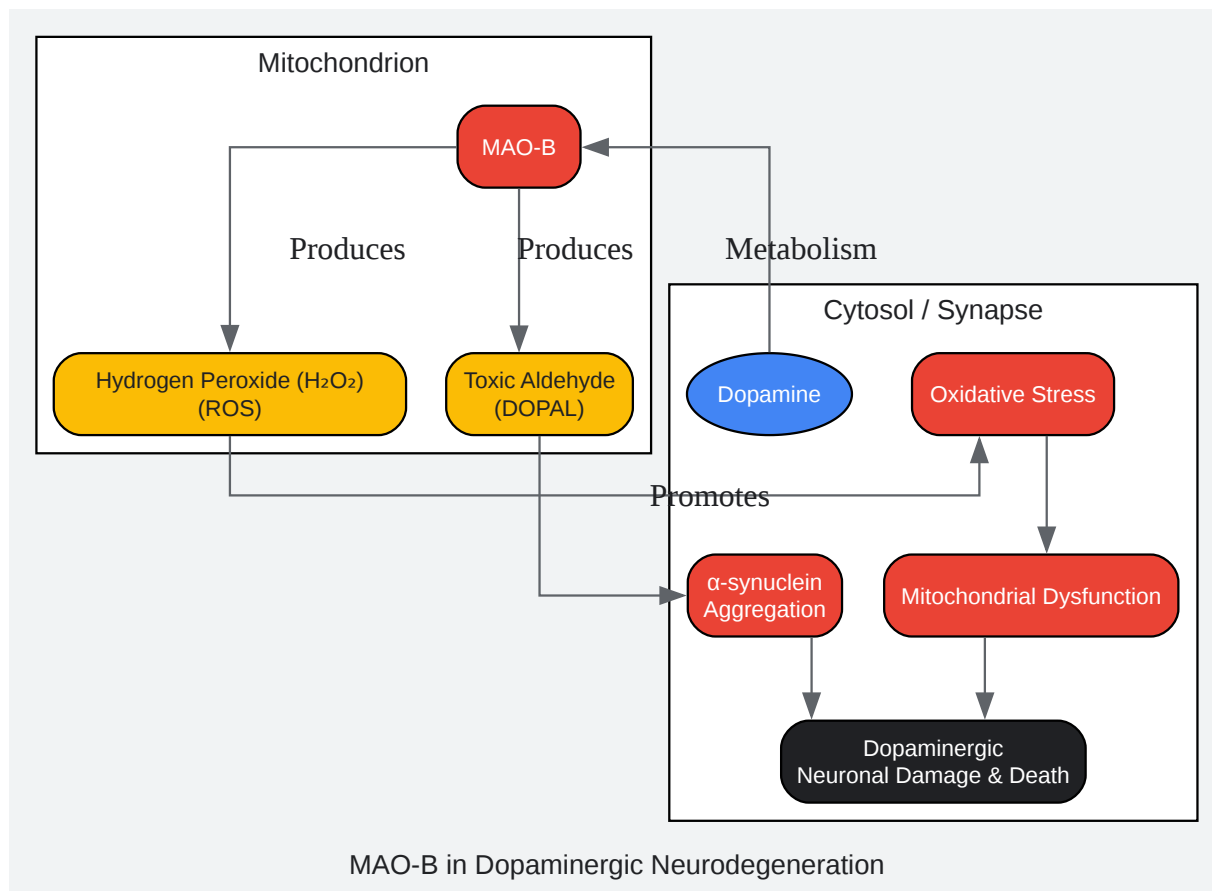 Mitochondrion
MAO-B
Produces
Produces
Metabolism
Cytosol / Synapse
Hydrogen Peroxide (H₂O₂)
(ROS)
Toxic Aldehyde
(DOPAL)
Dopamine
Oxidative Stress
Promotes
α-synuclein
Aggregation
Mitochondrial Dysfunction
Dopaminergic
Neuronal Damage & Death
MAO-B in Dopaminergic Neurodegeneration